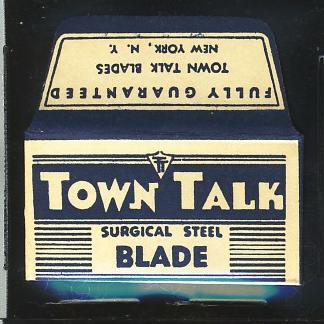 FULLY GUARANTEED
TOWN TALK BLADES
NEW YORK, N. Y.
TOWN TALK
SURGICAL STEEL
BLADE